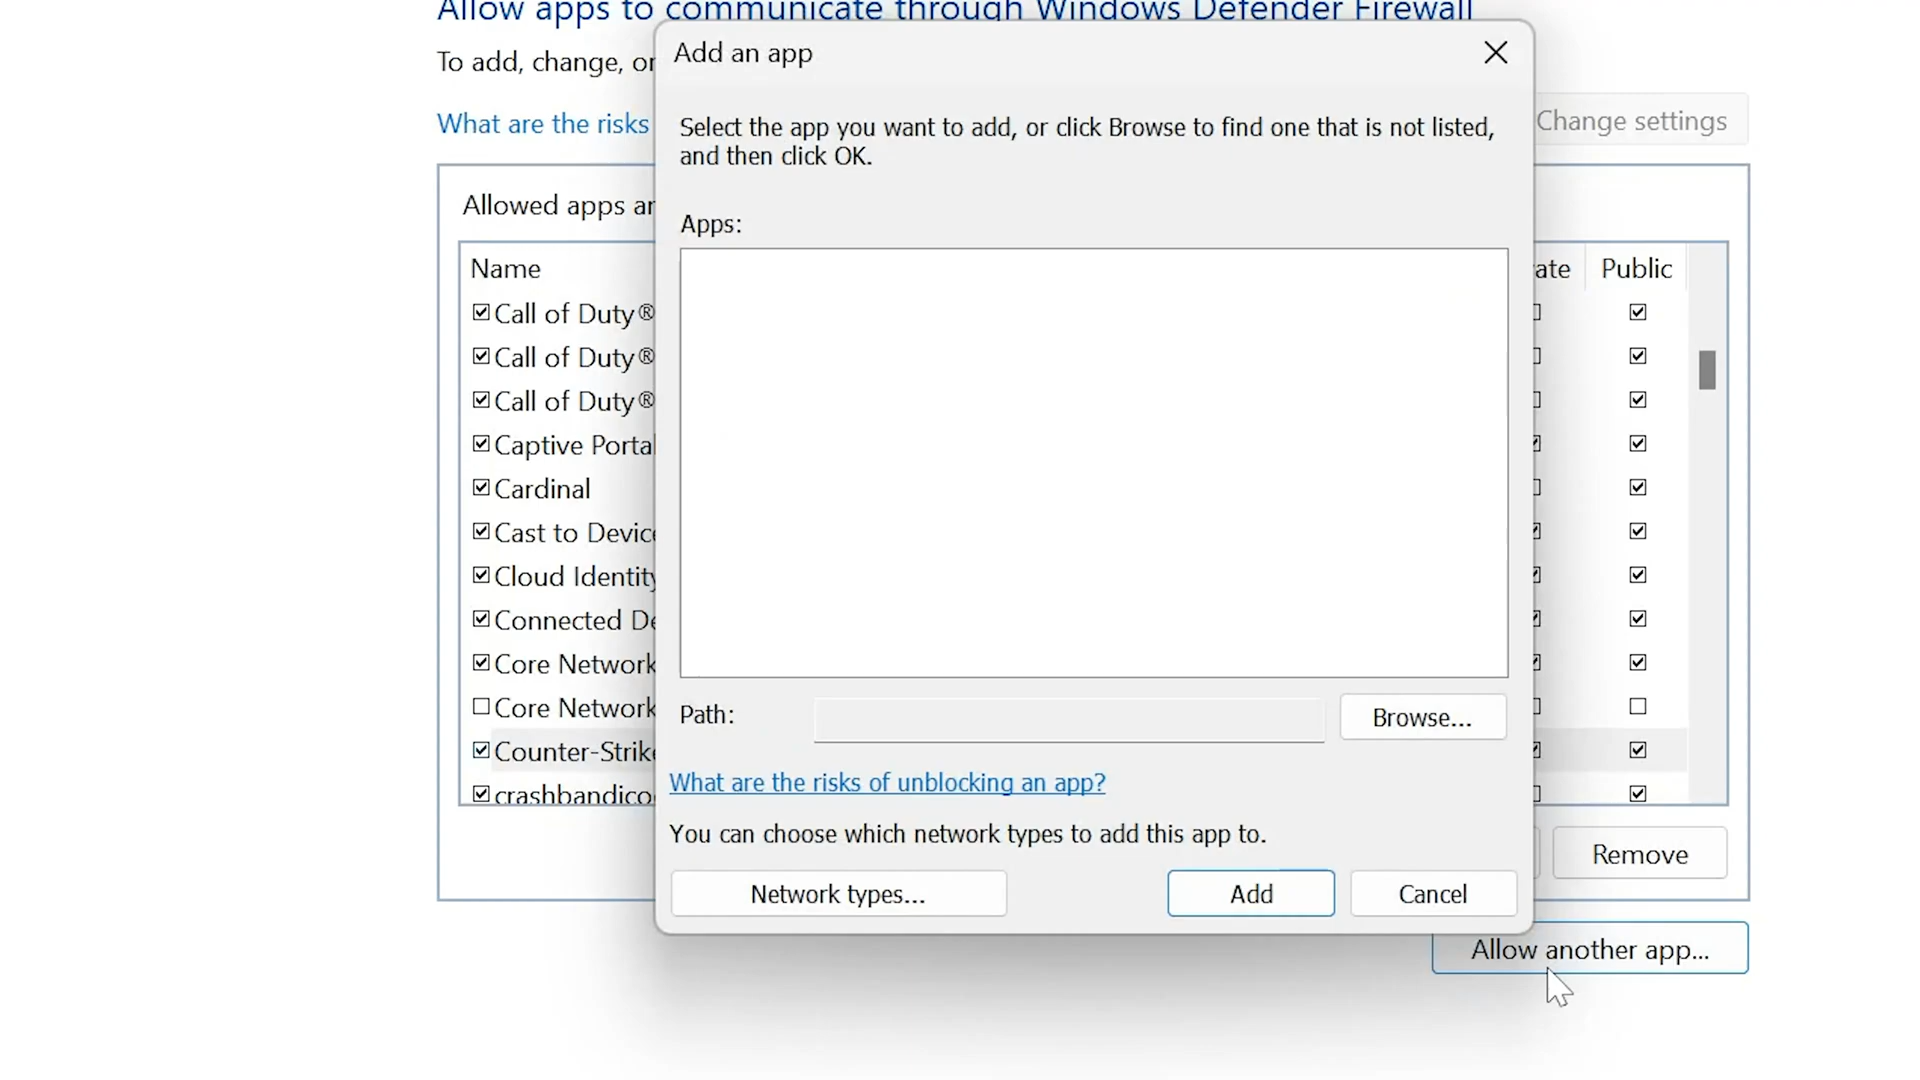 Allow apps to communicate through Windows Defender Firewall
Add an app
To add, change, or
Select the app you want to add, or click Browse to find one that is not listed,
and then click OK.
What are the risks
Change settings
Allowed apps an
Apps:
Name
ate
Public
Call of Duty®
Call of Duty®
Call of Duty®
Captive Portal
Cardinal
Cast to Device
Cloud Identity
Connected De
Core Network
Core Network
Counter-Strike
crashbandico
Path:
Browse...
What are the risks of unblocking an app?
You can choose which network types to add this app to.
Network types...
Add
Cancel
Remove
Allow another app...